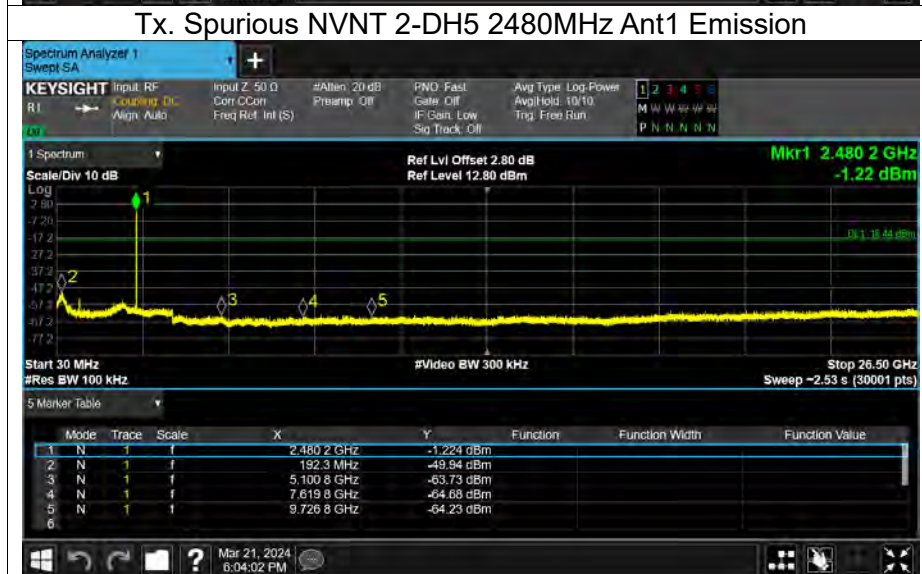 Tx. Spurious NVNT 2-DH5 2480MHz Ant1 Emission
Spectrum Analyzer 1
Swept SA
+
KEYSIGHT Input: RF Input Z: 50 Ω #Atten: 20 dB PNO: Fast Avg Type: Log-Power 1 2 3 4 5 6
Coupling: DC Corr CCorr Preamp: Off Gate: Off Avg|Hold: 10/10 M W W W W W
Align: Auto Freq Ref: Int (S) IF Gain: Low Trig: Free Run
Sig Track: Off P N N N N N
1 Spectrum
Ref Lvl Offset 2.80 dB Mkr1 2.480 2 GHz
Scale/Div 10 dB Ref Level 12.80 dBm -1.22 dBm
Log
2.80
-7.20
-17.2
DL1 -18.44 dBm
-27.2
-37.2
-47.2
-57.2
-67.2
-77.2
1
2
3
4
5
Start 30 MHz #Video BW 300 kHz Stop 26.50 GHz
#Res BW 100 kHz Sweep ~2.53 s (30001 pts)
5 Marker Table
Mode Trace Scale X Y Function Function Width Function Value
1 N 1 f 2.480 2 GHz -1.224 dBm
2 N 1 f 192.3 MHz -49.94 dBm
3 N 1 f 5.100 8 GHz -63.73 dBm
4 N 1 f 7.619 8 GHz -64.68 dBm
5 N 1 f 9.726 8 GHz -64.23 dBm
6
? Mar 21, 2024
6:04:02 PM